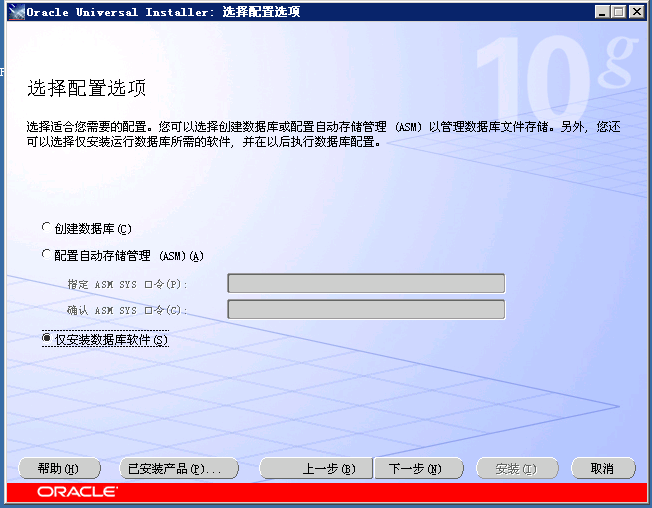 Oracle Universal Installer: 选择配置选项
10g
选择配置选项
选择适合您需要的配置。您可以选择创建数据库或配置自动存储管理 (ASM) 以管理数据库文件存储。另外, 您还
可以选择仅安装运行数据库所需的软件, 并在以后执行数据库配置。
创建数据库(C)
配置自动存储管理 (ASM)(A)
指定 ASM SYS 口令(P):
确认 ASM SYS 口令(C):
仅安装数据库软件(S)
帮助(H) 已安装产品(P)... 上一步(B) 下一步(N) 安装(I) 取消
ORACLE